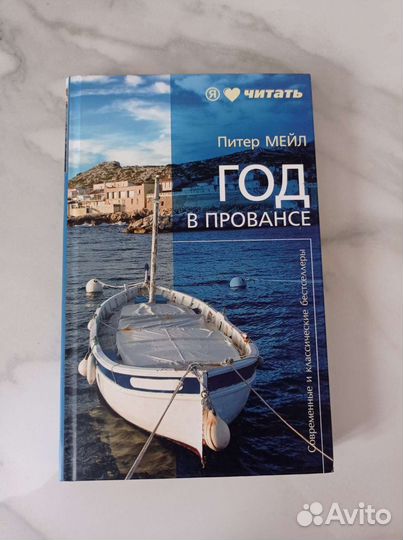 Я ЧИТАТЬ
Питер МЕЙЛ
ГОД
В ПРОВАНСЕ
Современные и классические бестселлеры
Avito